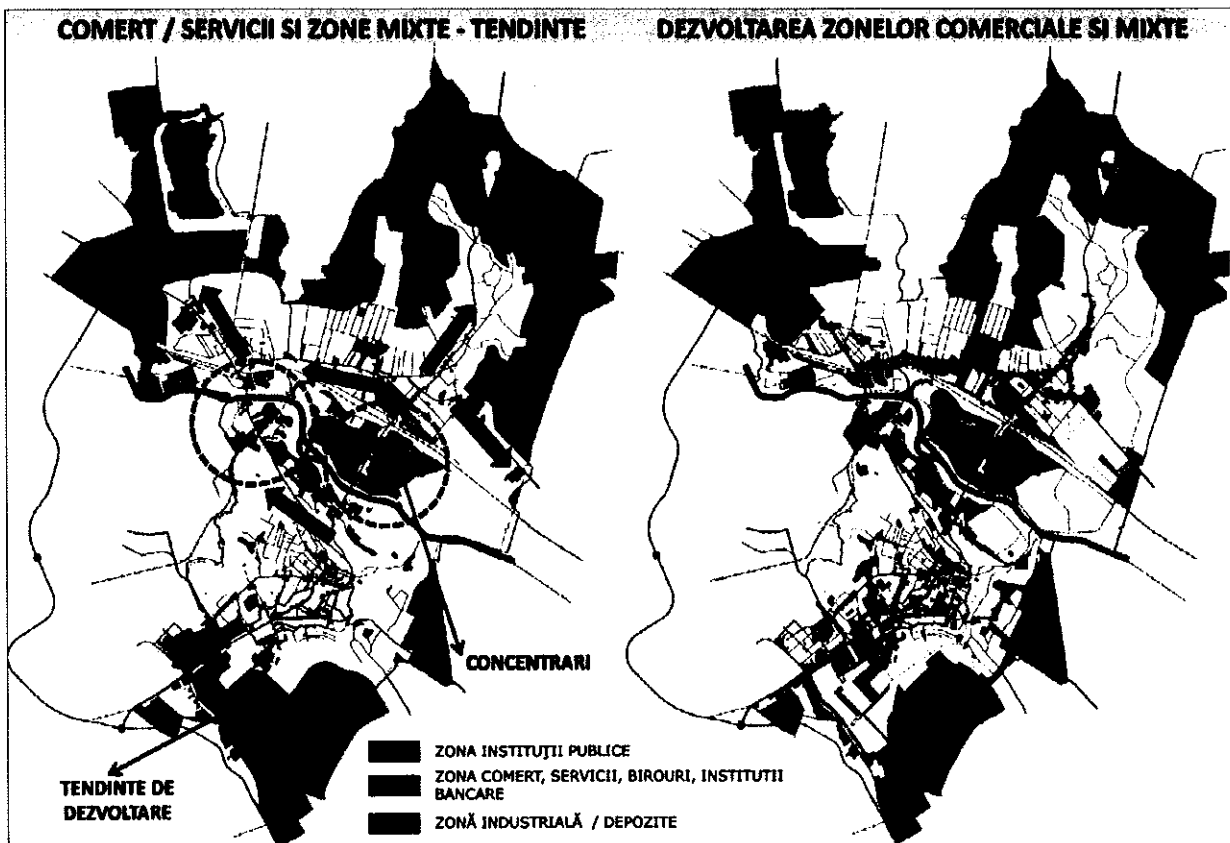 COMERT / SERVICII SI ZONE MIXTE - TENDINTE
DEZVOLTAREA ZONELOR COMERCIALE SI MIXTE
CONCENTRARI
TENDINTE DE
DEZVOLTARE
ZONA INSTITUŢII PUBLICE
ZONA COMERT, SERVICII, BIROURI, INSTITUTII
BANCARE
ZONĂ INDUSTRIALĂ / DEPOZITE